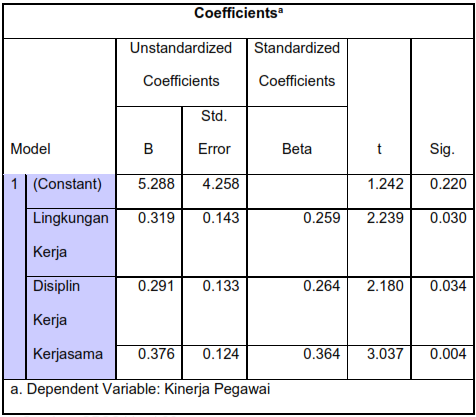 Coefficientsª
Unstandardized Standardized
Coefficients Coefficients
Std.
Model B Error Beta t Sig.
1 (Constant) 5.288 4.258 1.242 0.220
Lingkungan 0.319 0.143 0.259 2.239 0.030
Kerja
Disiplin 0.291 0.133 0.264 2.180 0.034
Kerja
Kerjasama 0.376 0.124 0.364 3.037 0.004
a. Dependent Variable: Kinerja Pegawai